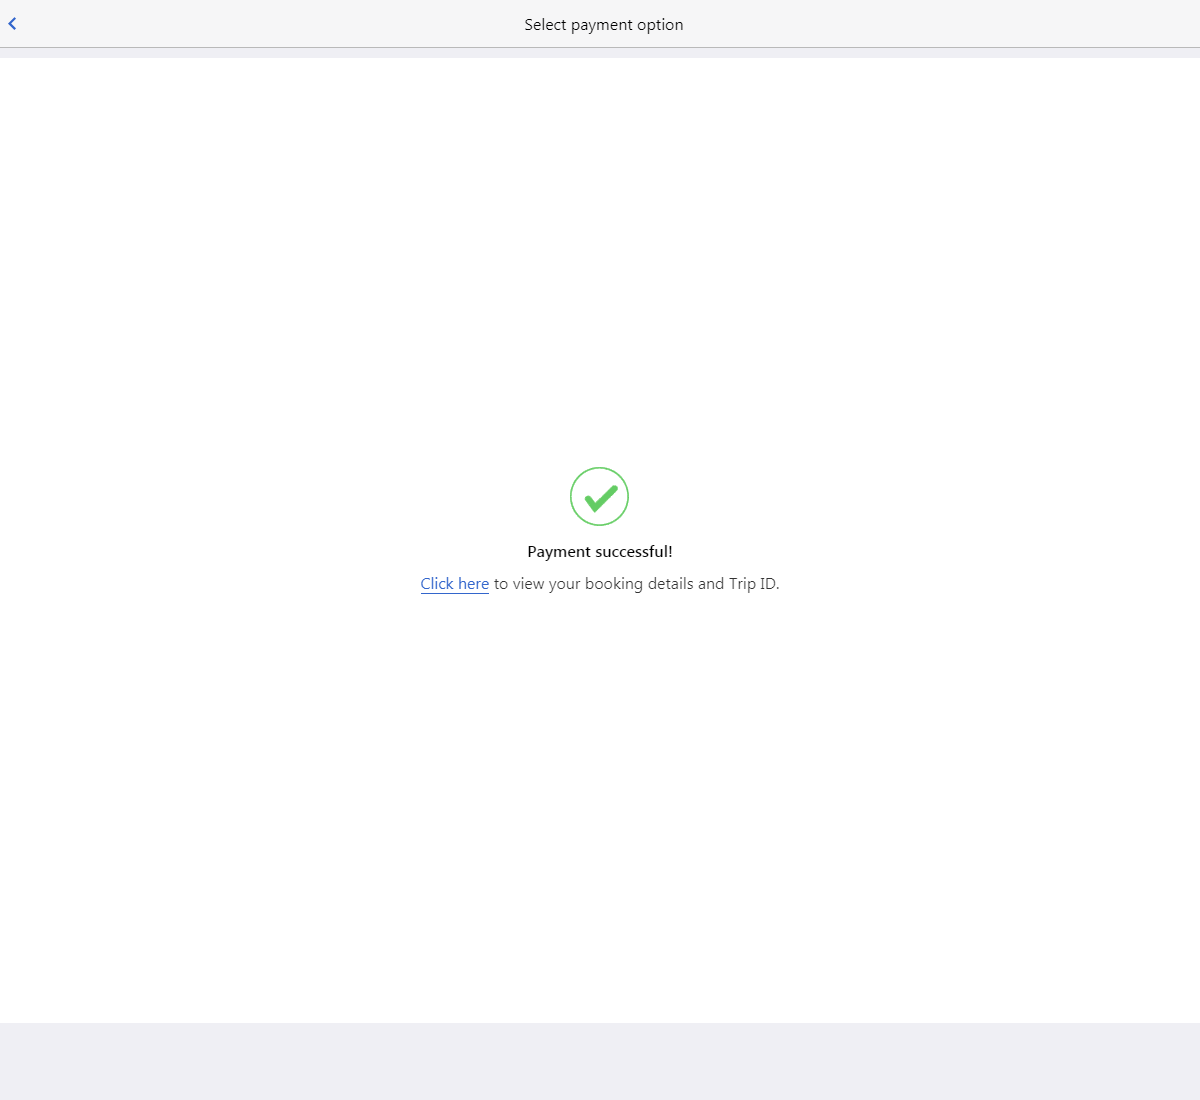 Select payment option
Payment successful!
Click here to view your booking details and Trip ID.